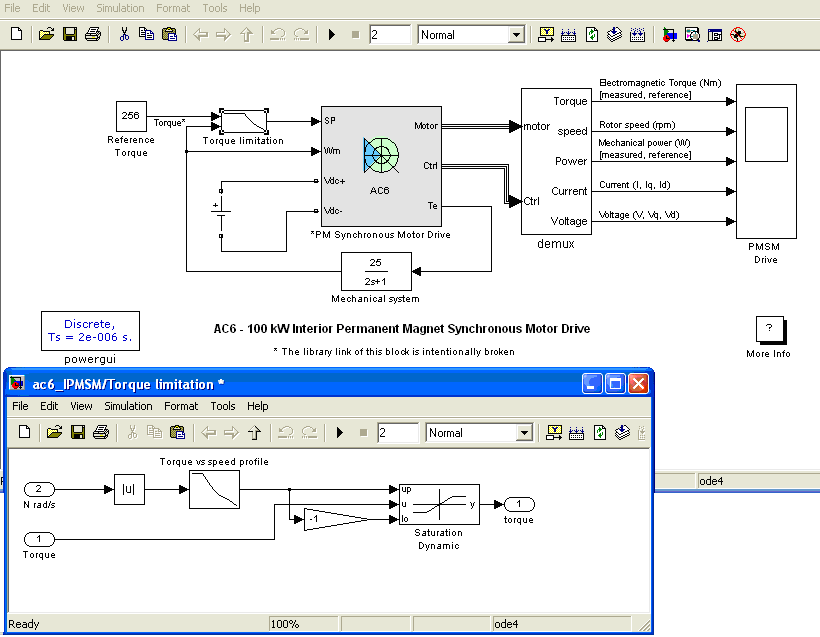 File Edit View Simulation Format Tools Help
2 Normal
256
Torque*
Reference
Torque
Torque limitation
SP
Wm
Vdc+
Vdc-
Motor
Ctrl
Te
AC6
*PM Synchronous Motor Drive
motor
Ctrl
Torque
speed
Power
Current
Voltage
demux
Electromagnetic Torque (Nm)
[measured, reference]
Rotor speed (rpm)
Mechanical power (W)
[measured, reference]
Current (I, Iq, Id)
Voltage (V, Vq, Vd)
PMSM
Drive
+
25
2s+1
Mechanical system
Discrete,
Ts = 2e-006 s.
powergui
AC6 - 100 kW Interior Permanent Magnet Synchronous Motor Drive
* The library link of this block is intentionally broken
?
More Info
ode4
ac6_IPMSM/Torque limitation *
File Edit View Simulation Format Tools Help
2 Normal
Torque vs speed profile
2
N rad/s
|u|
1
Torque
-1
up
u
lo
y
Saturation
Dynamic
1
torque
Ready 100% ode4